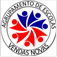 AGRUPAMENTO DE ESCOLAS
VENDAS NOVAS